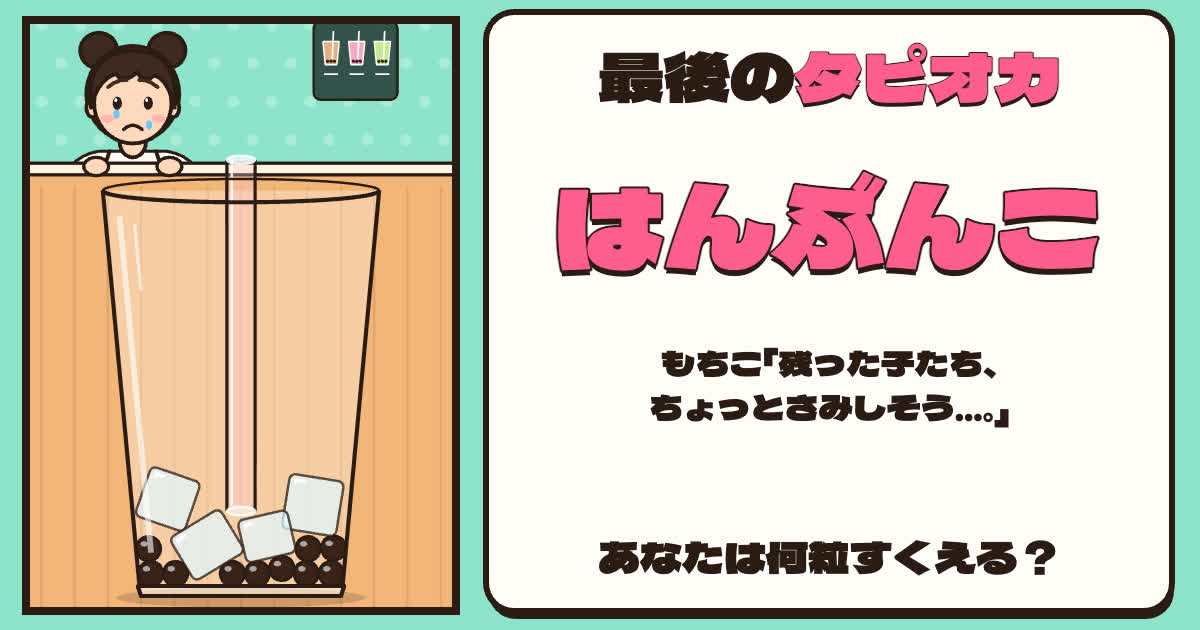 最後のタピオカ
はんぶんこ
もちこ「残った子たち、
ちょっとさみしそう…。」
あなたは何粒すくえる？